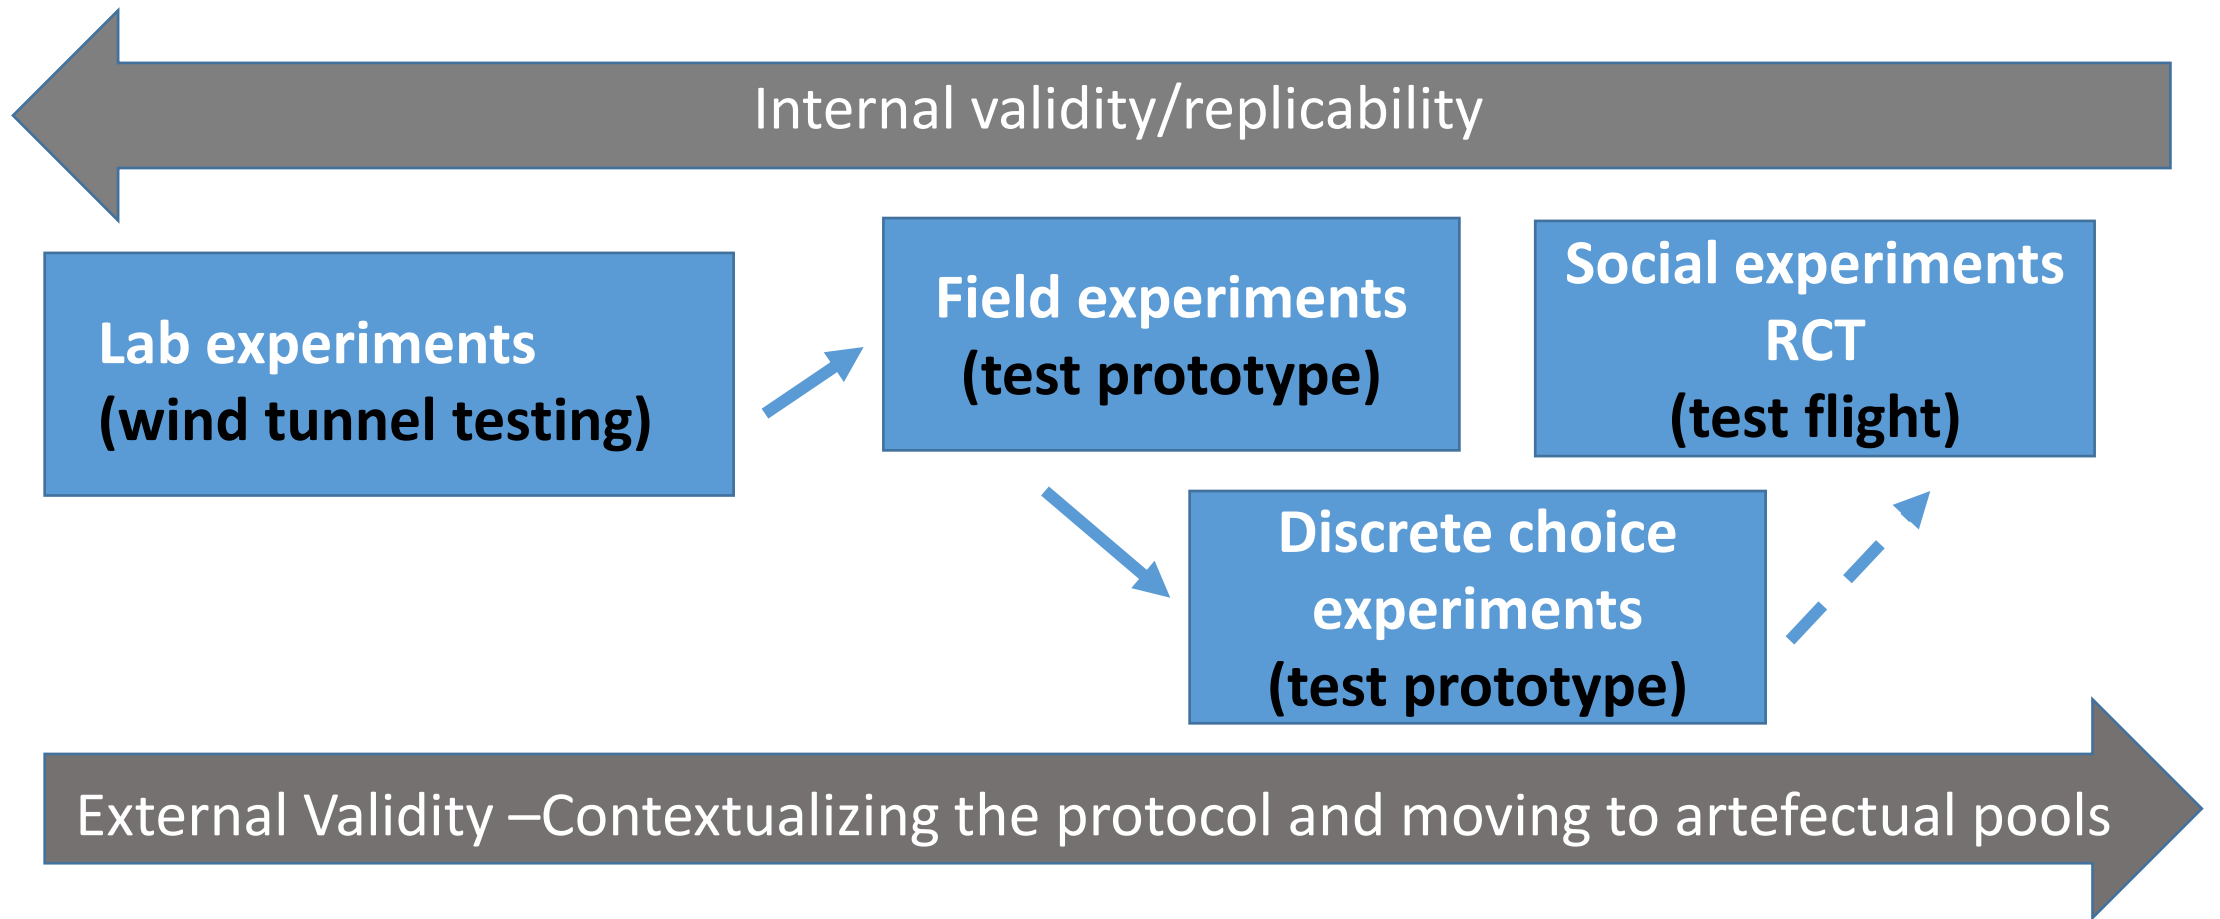 Internal validity/replicability
Lab experiments
(wind tunnel testing)
Field experiments
(test prototype)
Social experiments
RCT
(test flight)
Discrete choice
experiments
(test prototype)
External Validity –Contextualizing the protocol and moving to artefectual pools